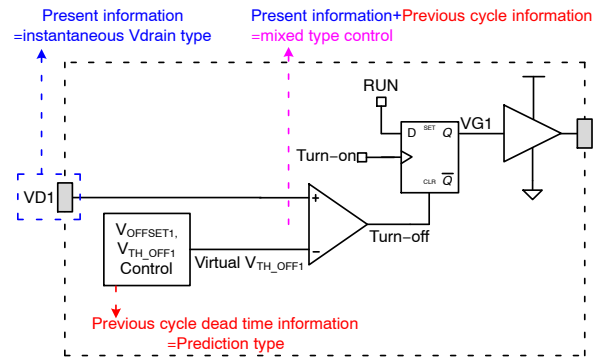 Present information
=instantaneous Vdrain type
Present information+Previous cycle information
=mixed type control
RUN
D SET Q
VG1
Turn−on
CLR Q̅
VD1
+
−
Turn−off
VOFFSET1,
VTH_OFF1
Control
Virtual VTH_OFF1
Previous cycle dead time information
=Prediction type